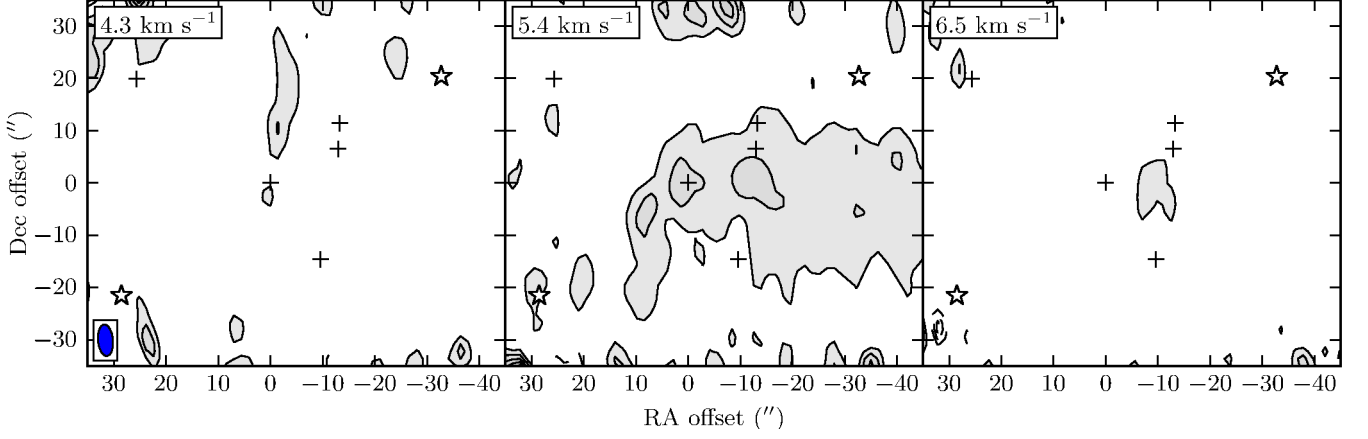 4.3 km s⁻¹ 5.4 km s⁻¹ 6.5 km s⁻¹
30
20
10
0
−10
−20
−30
Dec offset (″)
30 20 10 0 −10 −20 −30 −40 30 20 10 0 −10 −20 −30 −40 30 20 10 0 −10 −20 −30 −40
RA offset (″)